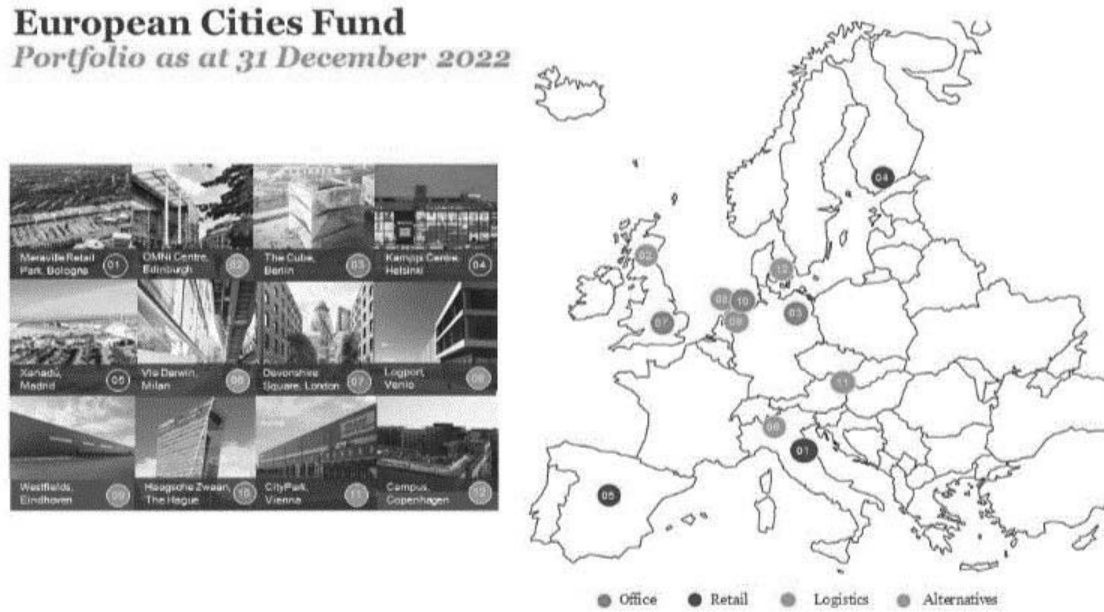 European Cities Fund
Portfolio as at 31 December 2022
Meraville Retail
Park, Bologna
01
OMNi Centre,
Edinburgh
02
The Cube,
Berlin
03
Kamppi Centre,
Helsinki
04
Xanadú,
Madrid
05
Via Darwin,
Milan
06
Devonshire
Square, London
07
Logport,
Venlo
08
Westfields,
Eindhoven
09
Haagsche Zwaan,
The Hague
10
CityPark,
Vienna
11
Campus,
Copenhagen
12
04
02
12
08
10
03
07
09
11
06
01
05
Office
Retail
Logistics
Alternatives